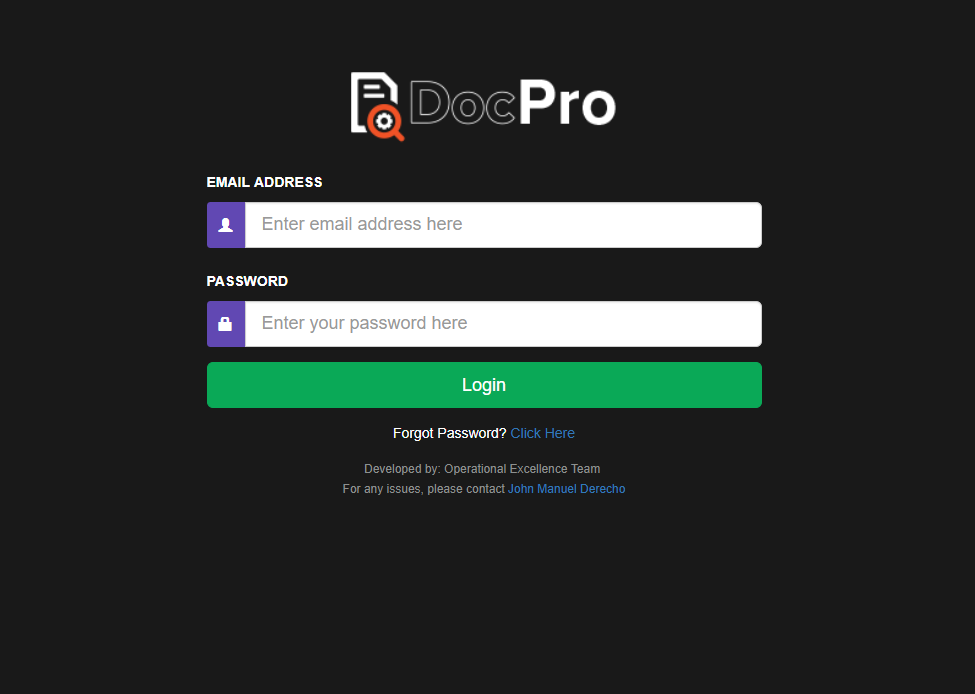 DocPro
EMAIL ADDRESS
Enter email address here
PASSWORD
Enter your password here
Login
Forgot Password? Click Here
Developed by: Operational Excellence Team
For any issues, please contact John Manuel Derecho